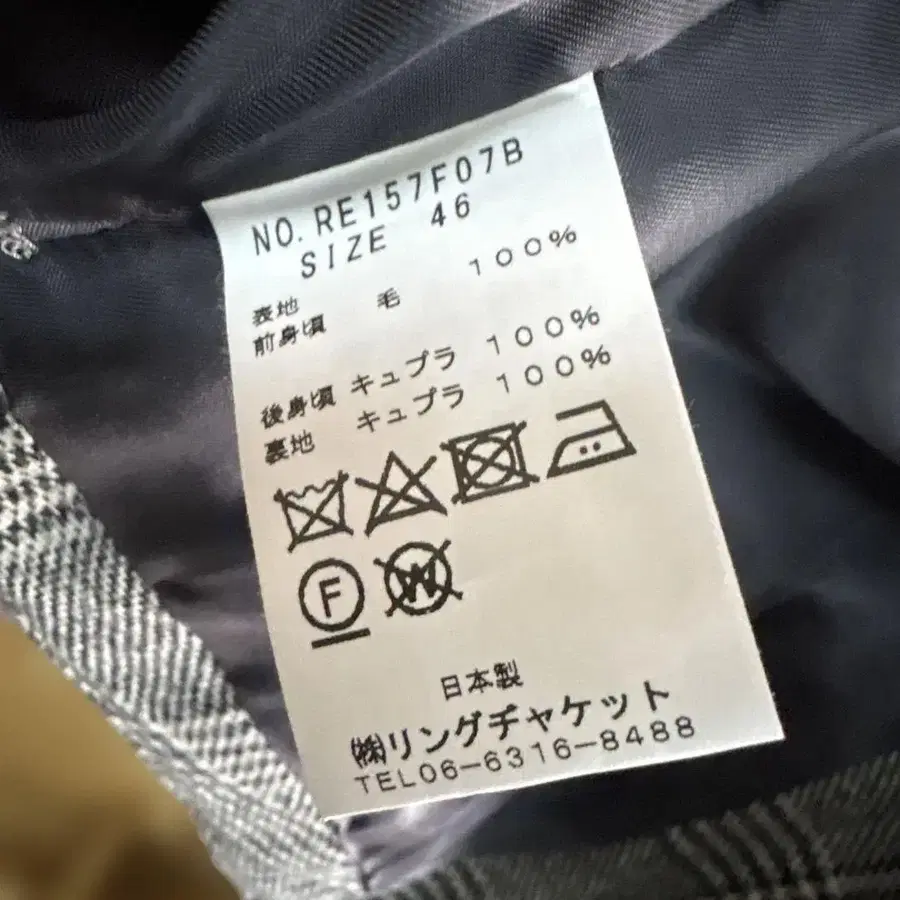 NO. RE157F07B
SIZE 46
表地 毛 100%
前身頃
後身頃 キュプラ 100%
裏地 キュプラ 100%
F
W
日本製
㈱リングヂャケット
TEL06-6316-8488